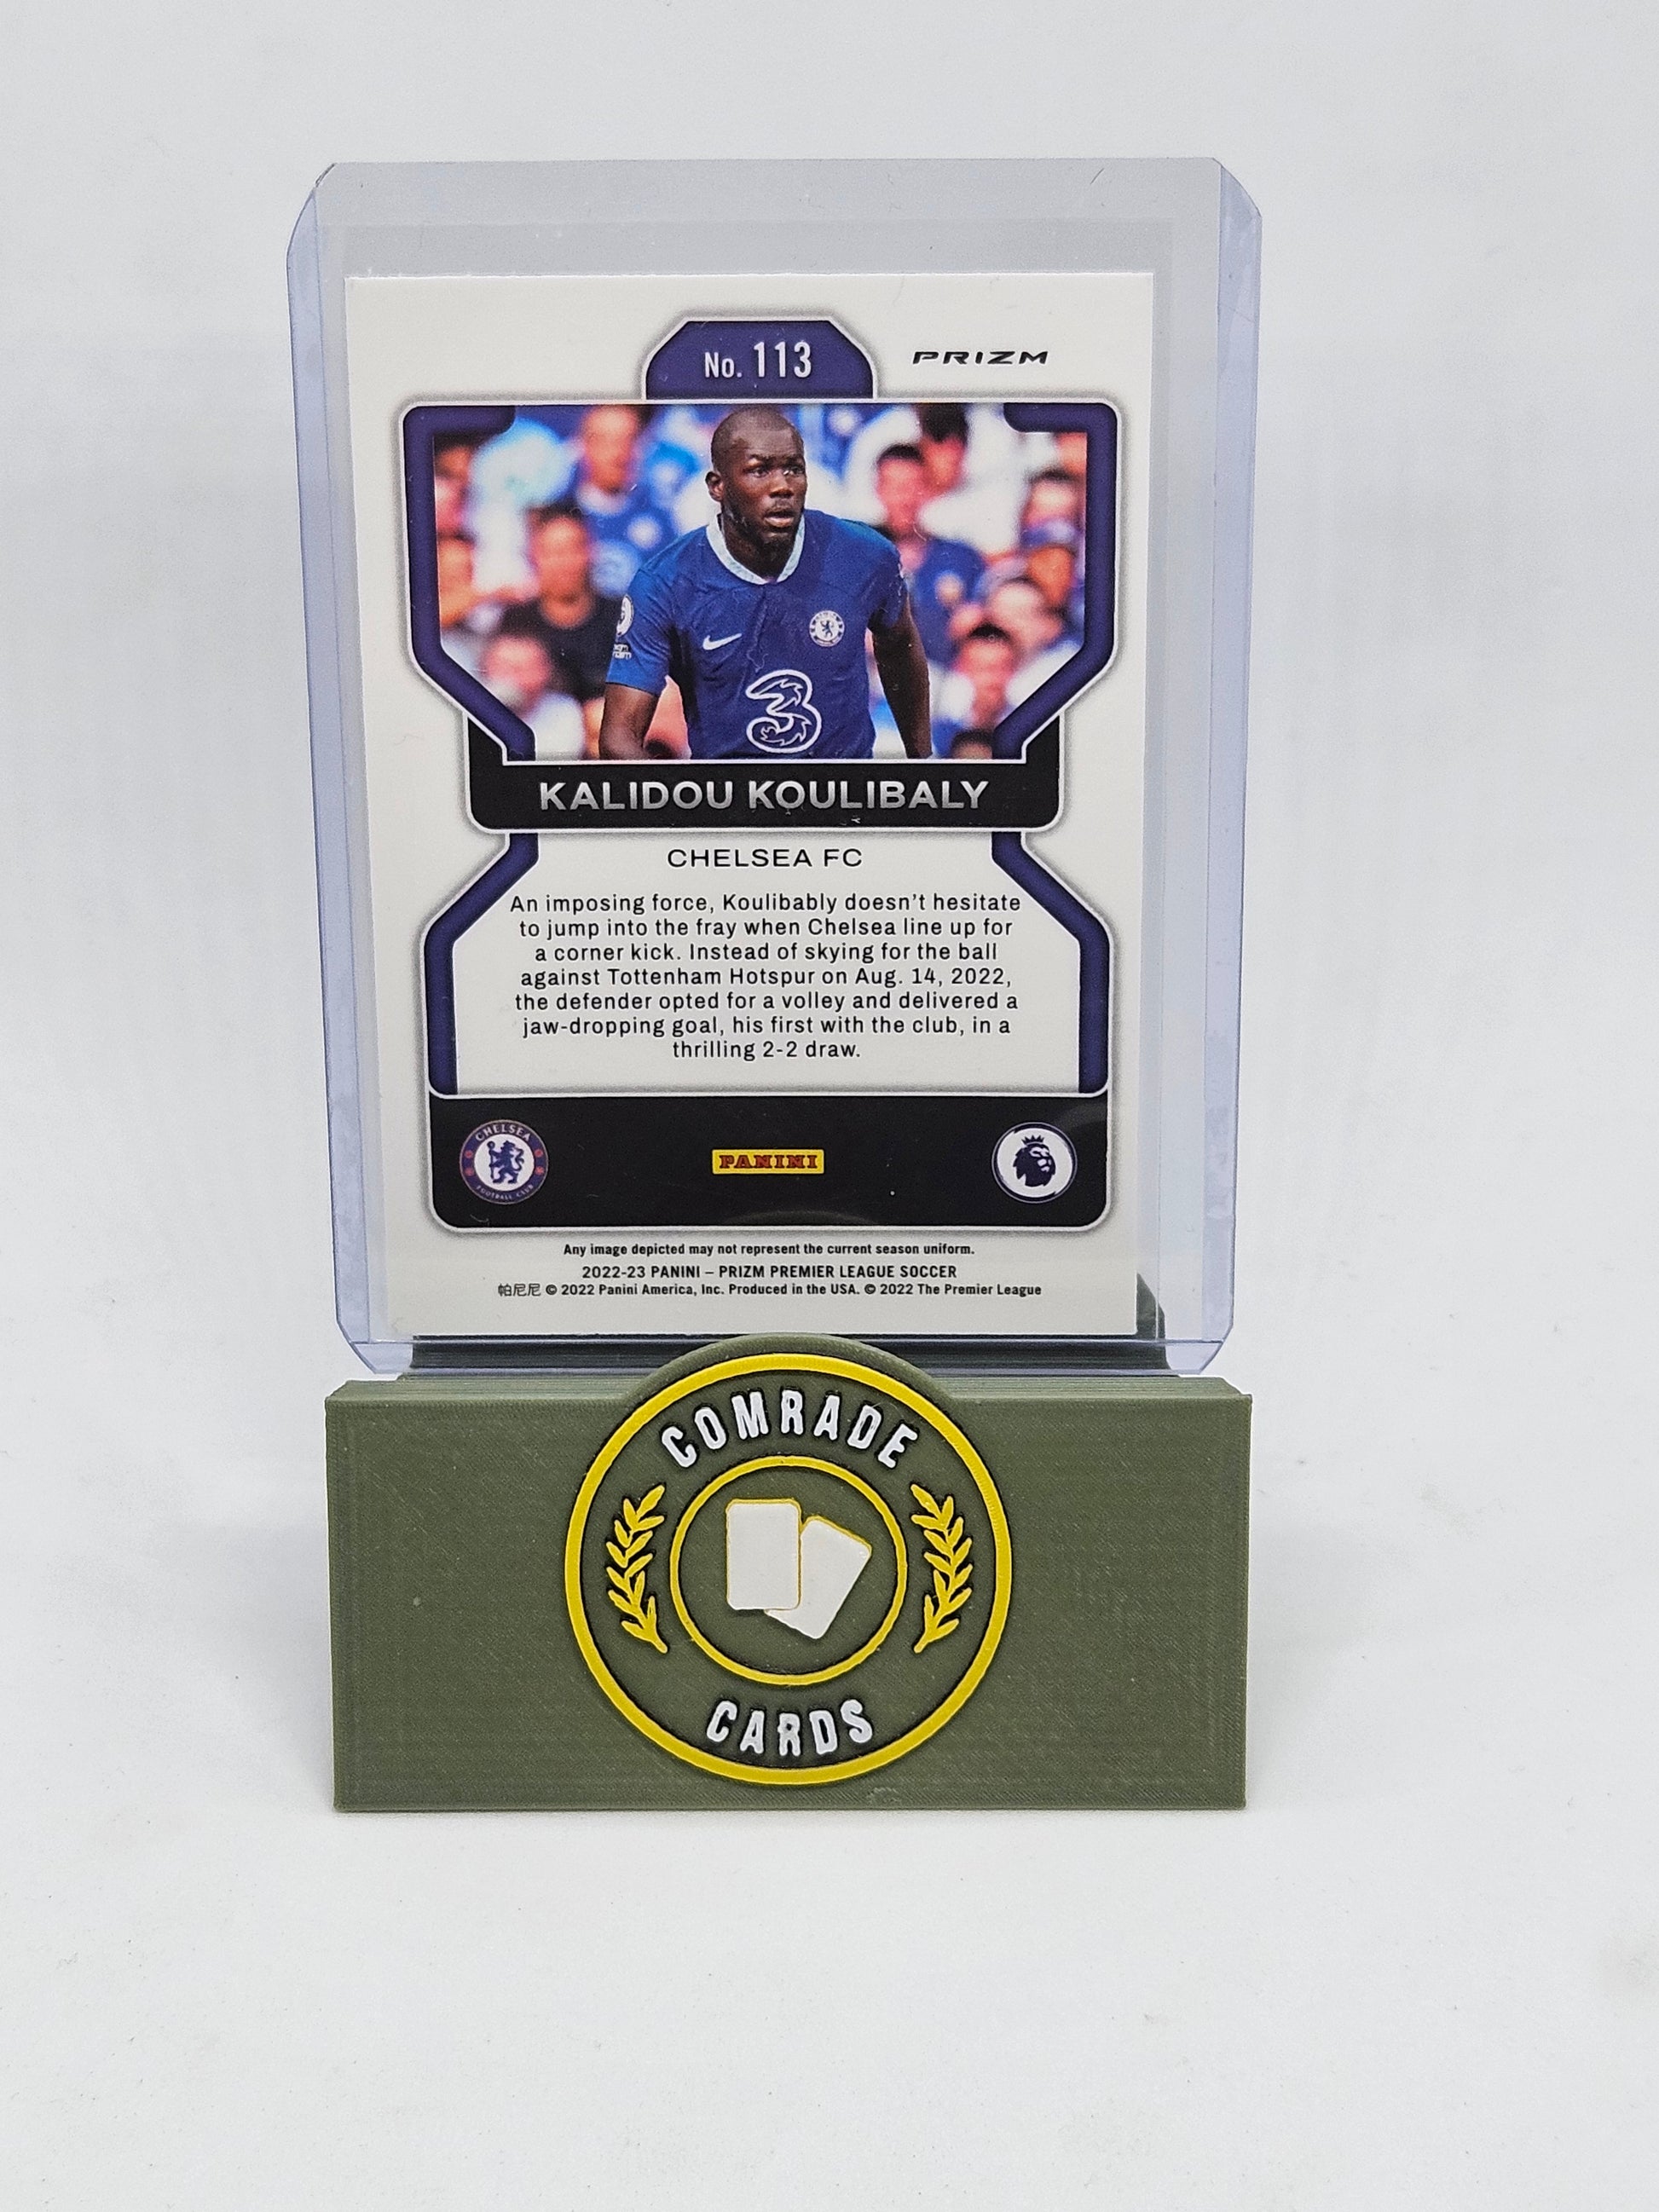 No. 113
PRIZM
3
KALIDOU KOULIBALY
CHELSEA FC
An imposing force, Koulibably doesn't hesitate
to jump into the fray when Chelsea line up for
a corner kick. Instead of skying for the ball
against Tottenham Hotspur on Aug. 14, 2022,
the defender opted for a volley and delivered a
jaw-dropping goal, his first with the club, in a
thrilling 2-2 draw.
CHELSEA
FOOTBALL CLUB
PANINI
Any image depicted may not represent the current season uniform.
2022-23 PANINI – PRIZM PREMIER LEAGUE SOCCER
帕尼尼 © 2022 Panini America, Inc. Produced in the USA. © 2022 The Premier League
COMRADE
CARDS